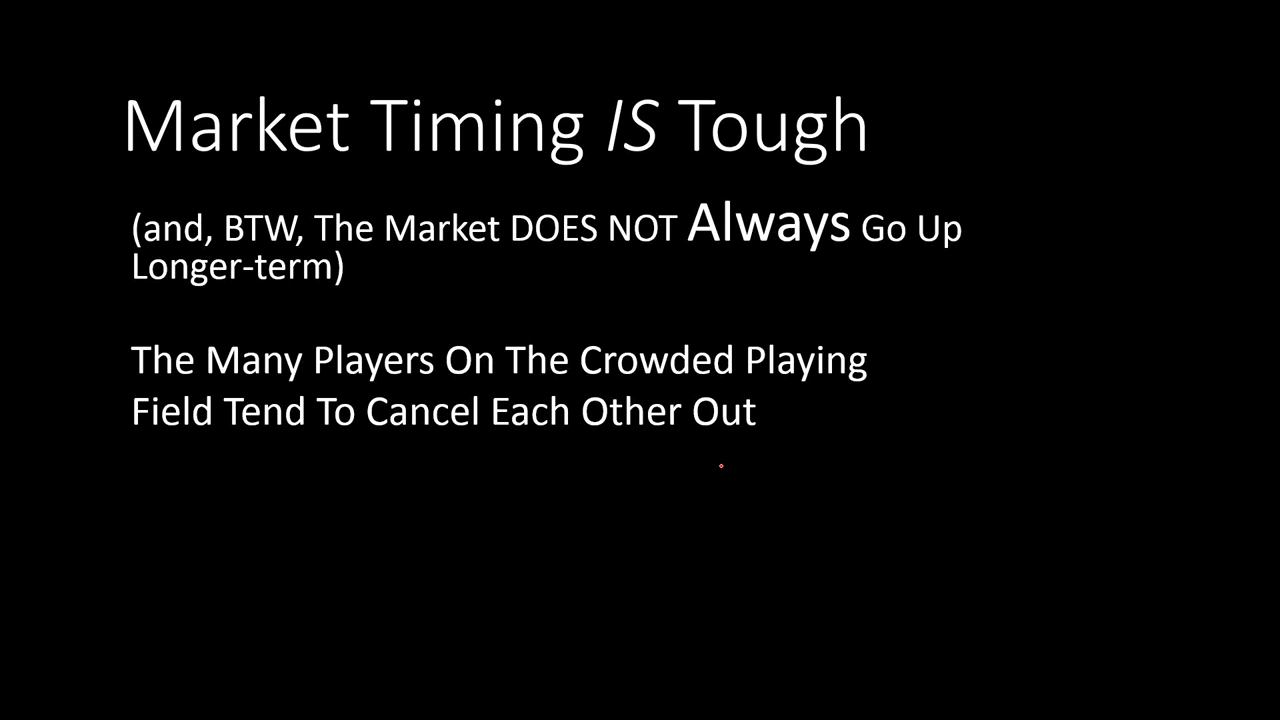 Market Timing IS Tough
(and, BTW, The Market DOES NOT Always Go Up
Longer-term)
The Many Players On The Crowded Playing
Field Tend To Cancel Each Other Out